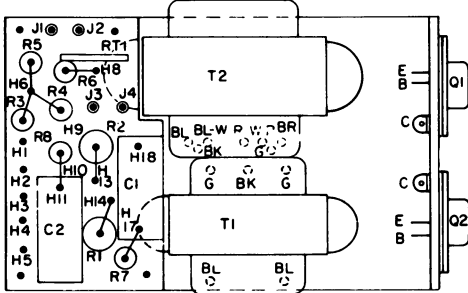 J1 J2
R5 RT1
H6 R6 H8 T2 E Q1
R4 B
R3 J3 J4 C
H1 R8 H9 R2 BL BL-W R W R BR
BK G
H2 H10 H 13 H18
H11 C1 G BK G C
H3 H14
H4 C2 H 17 T1 E Q2
R1 B
H5 R7 BL BL